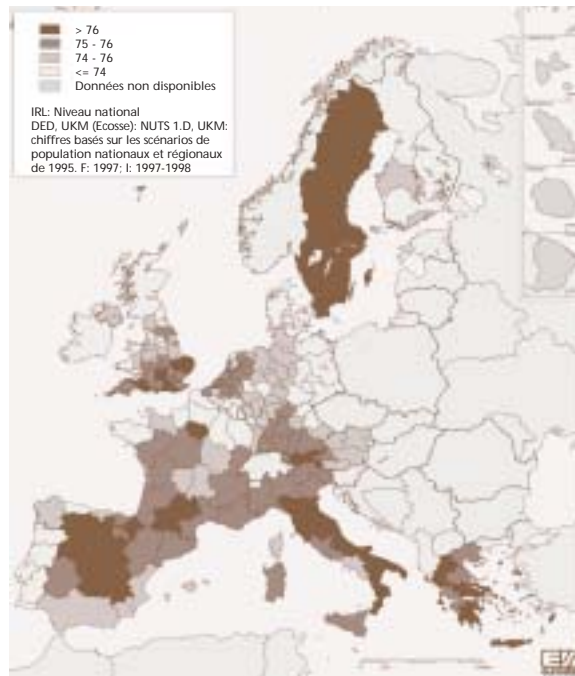 > 76
75 - 76
74 - 76
<= 74
Données non disponibles
IRL: Niveau national
DED, UKM (Ecosse): NUTS 1.D, UKM:
chiffres basés sur les scénarios de
population nationaux et régionaux
de 1995. F: 1997; I: 1997-1998